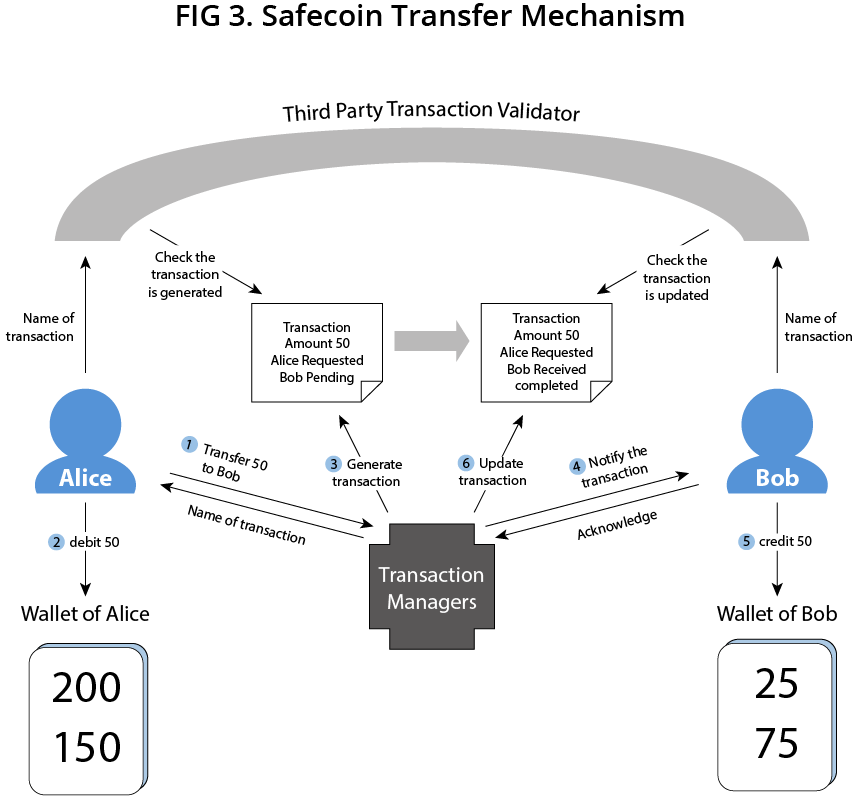 FIG 3. Safecoin Transfer Mechanism
Third Party Transaction Validator
Check the
transaction
is generated
Check the
transaction
is updated
Name of
transaction
Name of
transaction
Transaction
Amount 50
Alice Requested
Bob Pending
Transaction
Amount 50
Alice Requested
Bob Received
completed
Alice
Bob
1 Transfer 50
to Bob
Name of transaction
3 Generate
transaction
6 Update
transaction
4 Notify the
transaction
Acknowledge
2 debit 50
5 credit 50
Transaction
Managers
Wallet of Alice
200
150
Wallet of Bob
25
75